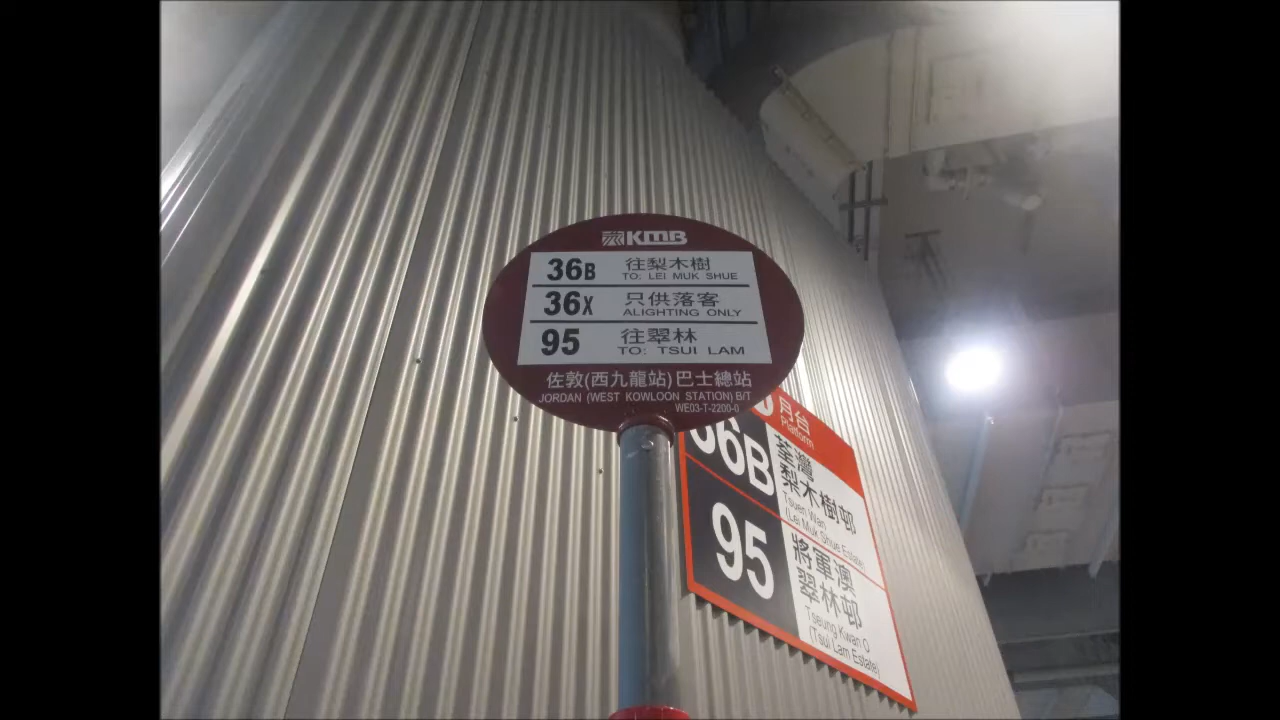 KMB
36B 往梨木樹
TO: LEI MUK SHUE
36X 只供落客
ALIGHTING ONLY
95 往翠林
TO: TSUI LAM
佐敦(西九龍站)巴士總站
JORDAN (WEST KOWLOON STATION) B/T
WE03-T-2200-0
月台
Platform
36B 荃灣
梨木樹邨
Tsuen Wan
(Lei Muk Shue Estate)
95 將軍澳
翠林邨
Tseung Kwan O
(Tsui Lam Estate)